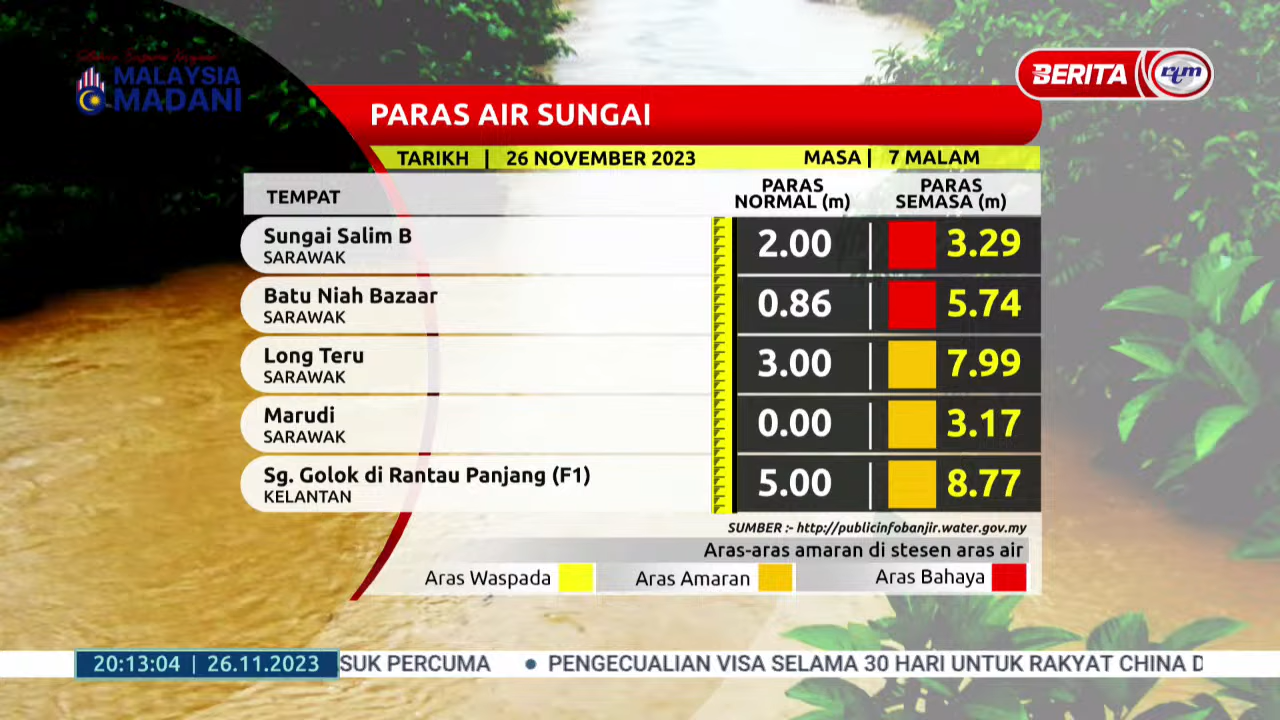 MALAYSIA
MADANI
BERITA rtm
PARAS AIR SUNGAI
TARIKH | 26 NOVEMBER 2023 MASA | 7 MALAM
TEMPAT PARAS NORMAL (m) PARAS SEMASA (m)
Sungai Salim B
SARAWAK
2.00 | 3.29
Batu Niah Bazaar
SARAWAK
0.86 | 5.74
Long Teru
SARAWAK
3.00 | 7.99
Marudi
SARAWAK
0.00 | 3.17
Sg. Golok di Rantau Panjang (F1)
KELANTAN
5.00 | 8.77
SUMBER :- http://publicinfobanjir.water.gov.my
Aras-aras amaran di stesen aras air
Aras Waspada Aras Amaran Aras Bahaya
20:13:04 | 26.11.2023 SUK PERCUMA • PENGECUALIAN VISA SELAMA 30 HARI UNTUK RAKYAT CHINA D